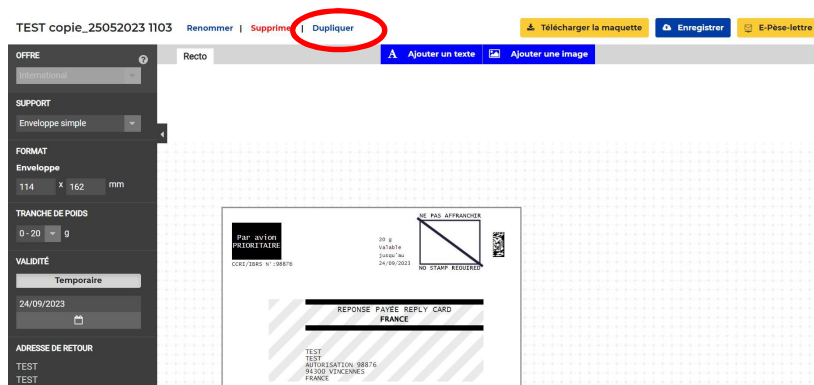 TEST copie_25052023 1103 Renommer | Supprime | Dupliquer Télécharger la maquette Enregistrer E-Pèse-lettre
OFFRE
International
SUPPORT
Enveloppe simple
FORMAT
Enveloppe
114 x 162 mm
TRANCHE DE POIDS
0-20 g
VALIDITÉ
Temporaire
24/09/2023
ADRESSE DE RETOUR
TEST
TEST
Recto A Ajouter un texte Ajouter une image
Par avion
PRIORITAIRE
CCRI/IBRS N°:98876
20 g
Valable
jusqu'au
24/09/2023
NE PAS AFFRANCHIR
NO STAMP REQUIRED
REPONSE PAYÉE REPLY CARD
FRANCE
TEST
TEST
AUTORISATION 98876
94300 VINCENNES
FRANCE